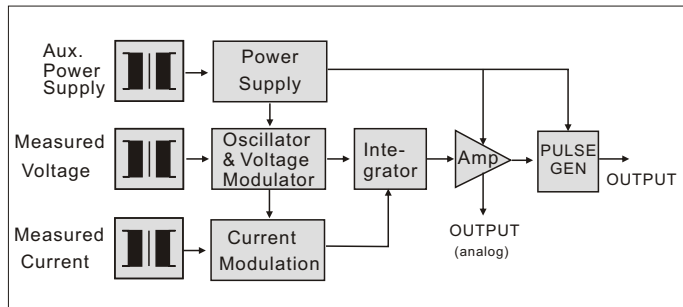 Aux.
Power
Supply
Power
Supply
Measured
Voltage
Oscillator
& Voltage
Modulator
Inte-
grator
Amp
PULSE
GEN
OUTPUT
OUTPUT
(analog)
Measured
Current
Current
Modulation